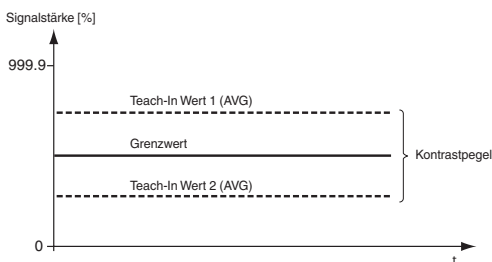 Signalstärke [%]
999.9
Teach-In Wert 1 (AVG)
Grenzwert
Kontrastpegel
Teach-In Wert 2 (AVG)
0
t